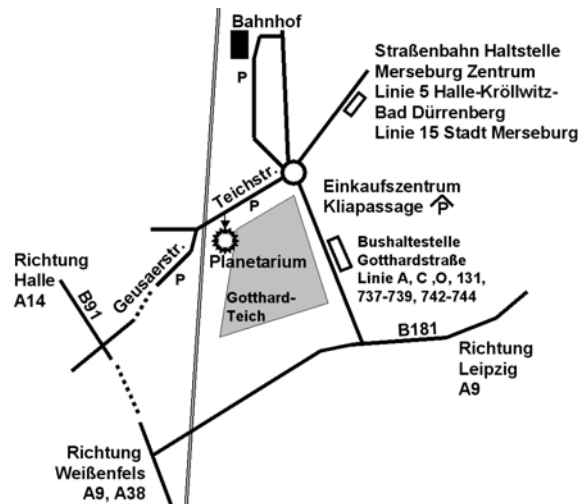 Bahnhof
P
Straßenbahn Haltstelle
Merseburg Zentrum
Linie 5 Halle-Kröllwitz-
Bad Dürrenberg
Linie 15 Stadt Merseburg
Teichstr.
P
Einkaufszentrum
Kliapassage P
Geusaerstr.
P
Planetarium
Bushaltestelle
Gotthardstraße
Linie A, C ,O, 131,
737-739, 742-744
Richtung
Halle
A14
B91
Gotthard-
Teich
B181
Richtung
Leipzig
A9
Richtung
Weißenfels
A9, A38